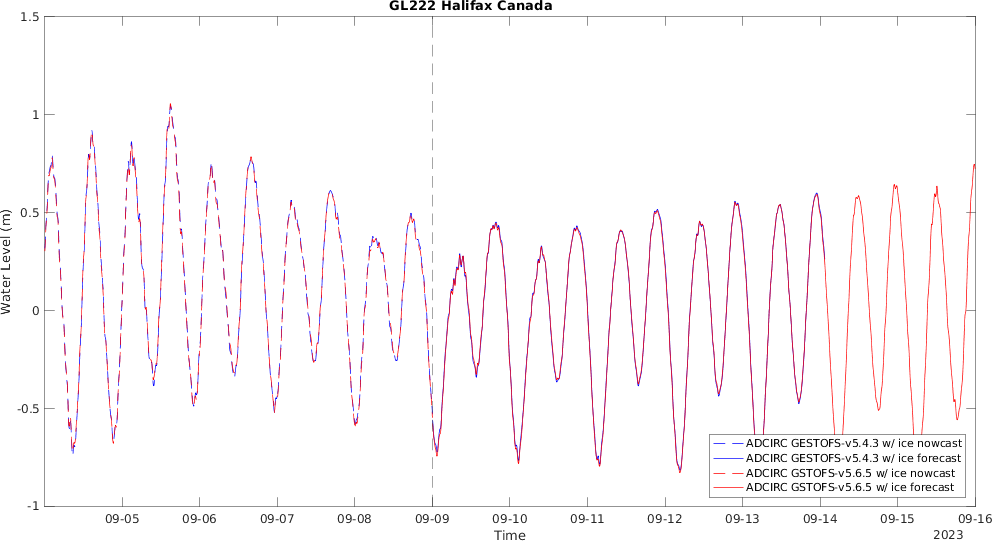 GL222 Halifax Canada
1.5
1
0.5
0
-0.5
-1
Water Level (m)
09-05 09-06 09-07 09-08 09-09 09-10 09-11 09-12 09-13 09-14 09-15 09-16
Time
2023
ADCIRC GESTOFS-v5.4.3 w/ ice nowcast
ADCIRC GESTOFS-v5.4.3 w/ ice forecast
ADCIRC GSTOFS-v5.6.5 w/ ice nowcast
ADCIRC GSTOFS-v5.6.5 w/ ice forecast